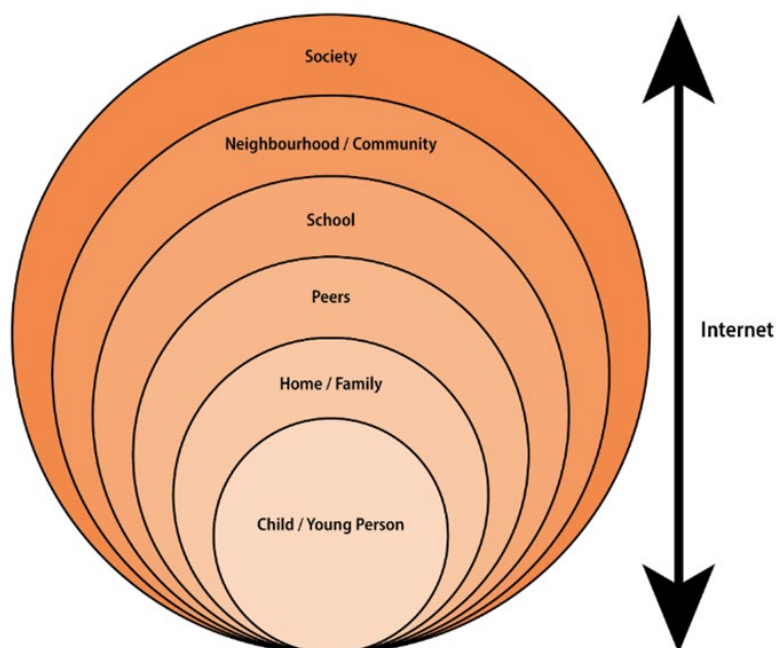 Society
Neighbourhood / Community
School
Peers
Internet
Home / Family
Child / Young Person